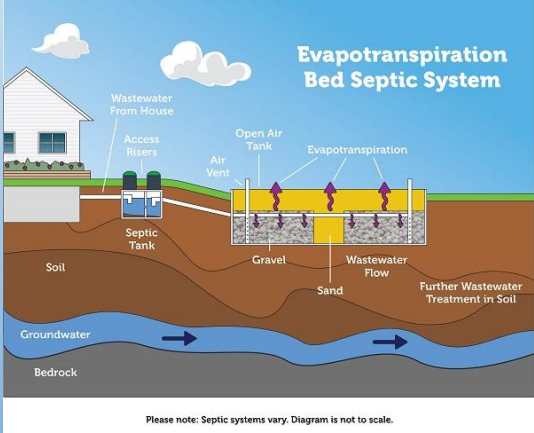 Evapotranspiration
Bed Septic System
Wastewater
From House
Access
Risers
Open Air
Tank
Evapotranspiration
Air
Vent
Septic
Tank
Gravel
Wastewater
Flow
Sand
Soil
Further Wastewater
Treatment in Soil
Groundwater
Bedrock
Please note: Septic systems vary. Diagram is not to scale.